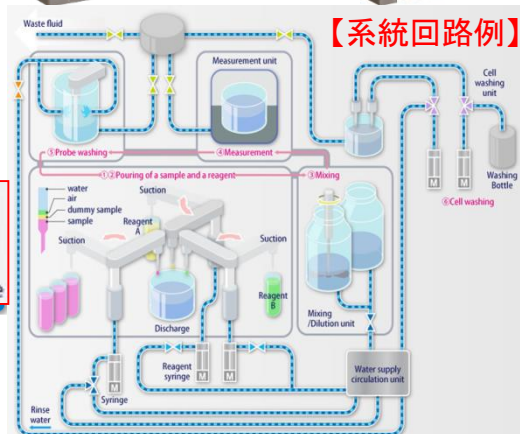 【系統回路例】
Waste fluid
Measurement unit
Cell
washing
unit
Washing
Bottle
M
M
⑤Probe washing
④Measurement
⑥Cell washing
①②Pouring of a sample and a reagent
③Mixing
water
air
dummy sample
sample
Suction
Reagent
A
Suction
Suction
Reagent
B
Discharge
Mixing
/Dilution unit
Reagent
syringe
M
M
M
Syringe
Water supply
circulation unit
Rinse
water